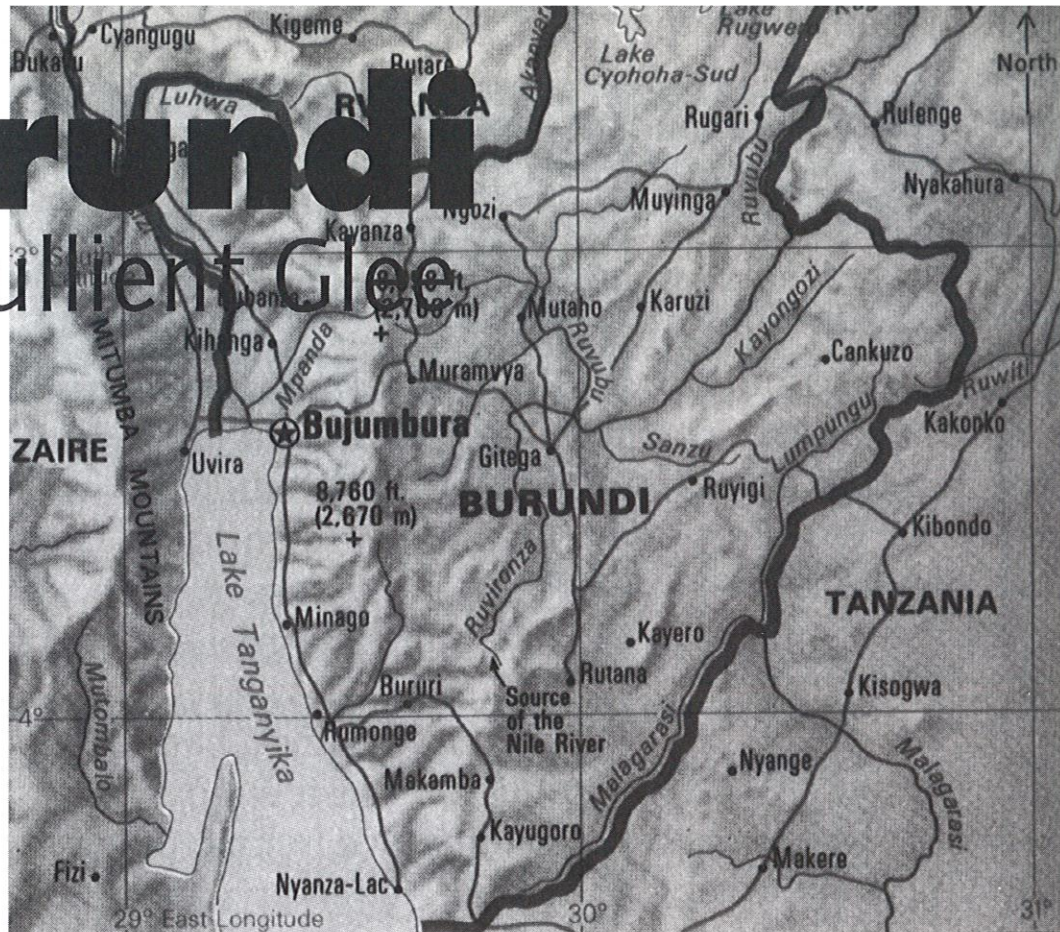 Lake
Rugwero
Cyangugu
Kigeme
Butare
Akanyaru
Lake
Cyohoha-Sud
North
Bukavu
Luhwa
RWANDA
Rugari
Rulenge
rundi
Muyinga
Ruvubu
Nyakahura
Ngozi
Kayanza
ullient Glee
Bubanza
(2,760 m)
Mutaho
Karuzi
Kayongozi
Kihanga
Mpanda
Ruvubu
Cankuzo
MITUMBA MOUNTAINS
Muramvya
Ruwiti
Kakonko
Bujumbura
ZAIRE
Uvira
Gitega
Sanzu
Lumpungu
8,760 ft.
(2,670 m)
BURUNDI
Ruyigi
Kibondo
Lake Tanganyika
Ruvironza
TANZANIA
Minago
Kayero
Mutombalo
Bururi
Rutana
Kisogwa
Source
of the
Nile River
4°
Rumonge
Malagarasi
Makamba
Nyange
Malagarasi
Kayugoro
Makere
Fizi
Nyanza-Lac
29° East Longitude
30°
31°